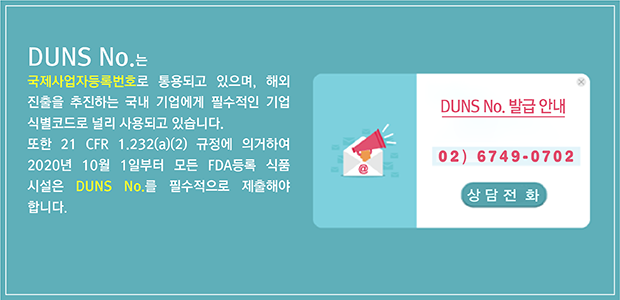 DUNS No.는
국제사업자등록번호로 통용되고 있으며, 해외
진출을 추진하는 국내 기업에게 필수적인 기업
식별코드로 널리 사용되고 있습니다.
또한 21 CFR 1.232(a)(2) 규정에 의거하여
2020년 10월 1일부터 모든 FDA등록 식품
시설은 DUNS No.를 필수적으로 제출해야
합니다.
@
DUNS No. 발급 안내
02) 6749-0702
상담전화